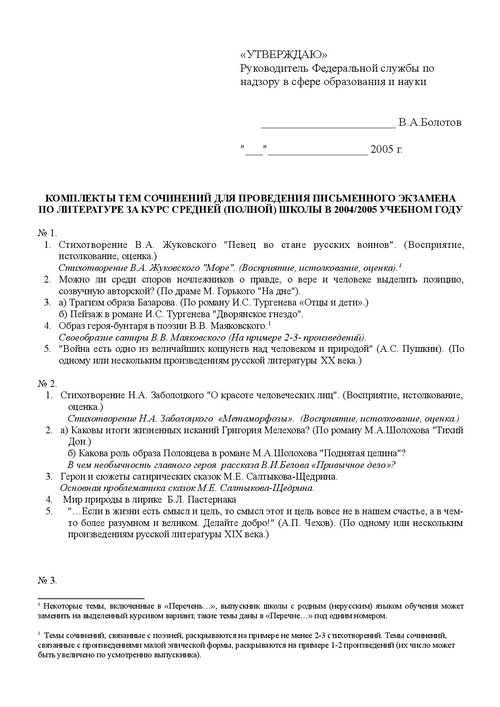 «УТВЕРЖДАЮ»
Руководитель Федеральной службы по
надзору в сфере образования и науки
________________________ В.А.Болотов
"___"__________________ 2005 г.
КОМПЛЕКТЫ ТЕМ СОЧИНЕНИЙ ДЛЯ ПРОВЕДЕНИЯ ПИСЬМЕННОГО ЭКЗАМЕНА
ПО ЛИТЕРАТУРЕ ЗА КУРС СРЕДНЕЙ (ПОЛНОЙ) ШКОЛЫ В 2004/2005 УЧЕБНОМ ГОДУ
№ 1.
1. Стихотворение В.А. Жуковского "Певец во стане русских воинов". (Восприятие,
истолкование, оценка.)
Стихотворение В.А. Жуковского "Море". (Восприятие, истолкование, оценка).1
2. Можно ли среди споров ночлежников о правде, о вере и человеке выделить позицию,
созвучную авторской? (По драме М. Горького "На дне").
3. а) Трагизм образа Базарова. (По роману И.С. Тургенева «Отцы и дети».)
б) Пейзаж в романе И.С. Тургенева "Дворянское гнездо".
4. Образ героя-бунтаря в поэзии В.В. Маяковского.1
Своеобразие сатиры В.В. Маяковского (На примере 2-3- произведений).
5. "Война есть одно из величайших кощунств над человеком и природой" (А.С. Пушкин). (По
одному или нескольким произведениям русской литературы XX века.)
№ 2.
1. Стихотворение Н.А. Заболоцкого "О красоте человеческих лиц". (Восприятие, истолкование,
оценка.)
Стихотворение Н.А. Заболоцкого «Метаморфозы». (Восприятие, истолкование, оценка.)
2. а) Каковы итоги жизненных исканий Григория Мелехова? (По роману М.А.Шолохова "Тихий
Дон.)
б) Какова роль образа Половцева в романе М.А.Шолохова "Поднятая целина"?
В чем необычность главного героя рассказа В.И.Белова «Привычное дело»?
3. Герои и сюжеты сатирических сказок М.Е. Салтыкова-Щедрина.
Основная проблематика сказок М.Е. Салтыкова-Щедрина.
4. Мир природы в лирике Б.Л. Пастернака
5. "…Если в жизни есть смысл и цель, то смысл этот и цель вовсе не в нашем счастье, а в чем-
то более разумном и великом. Делайте добро!" (А.П. Чехов). (По одному или нескольким
произведениям русской литературы XIX века.)
№ 3.
1 Некоторые темы, включенные в «Перечень…», выпускник школы с родным (нерусским) языком обучения может
заменить на выделенный курсивом вариант, такие темы даны в «Перечне…» под одним номером.
1 Темы сочинений, связанные с поэзией, раскрываются на примере не менее 2-3 стихотворений. Темы сочинений,
связанные с произведениями малой эпической формы, раскрываются на примере 1-2 произведений (их число может
быть увеличено по усмотрению выпускника).